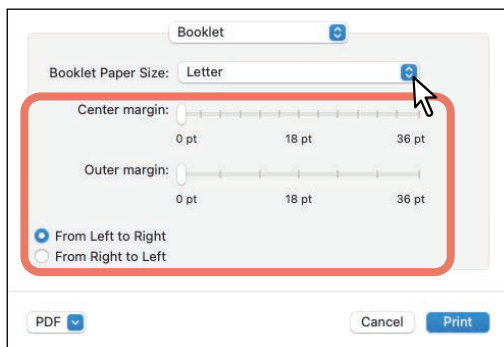 Booklet
Booklet Paper Size: Letter
Center margin:
0 pt 18 pt 36 pt
Outer margin:
0 pt 18 pt 36 pt
From Left to Right
From Right to Left
PDF Cancel Print